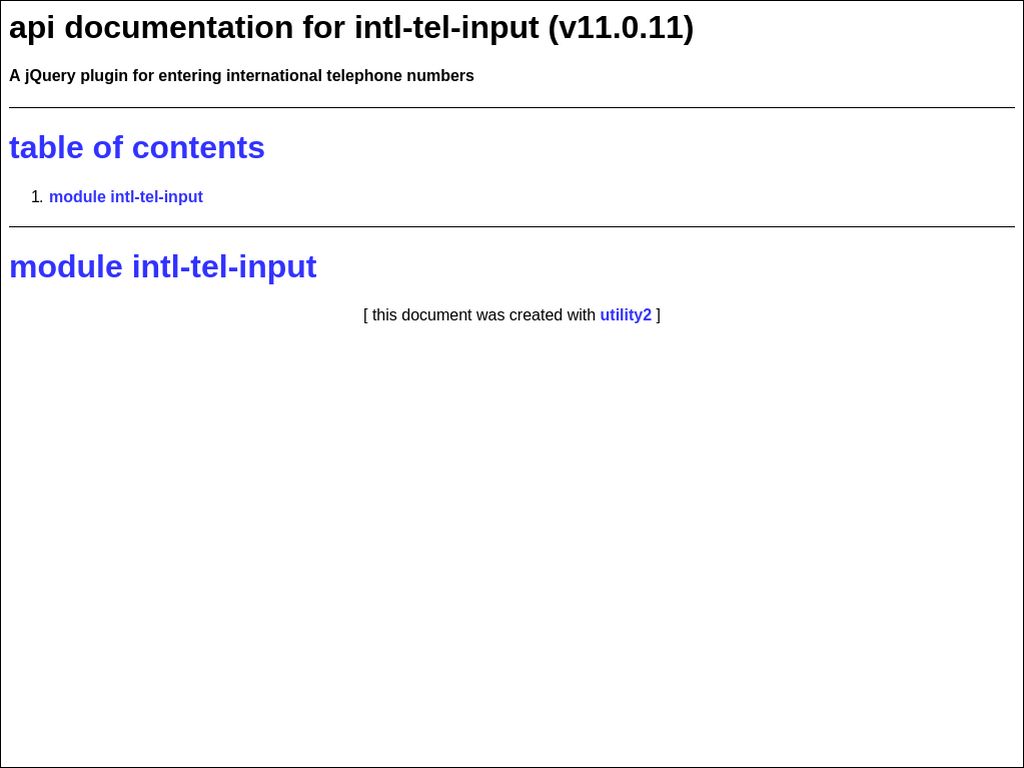 api documentation for intl-tel-input (v11.0.11)
A jQuery plugin for entering international telephone numbers
table of contents
1. module intl-tel-input
module intl-tel-input
[ this document was created with utility2 ]